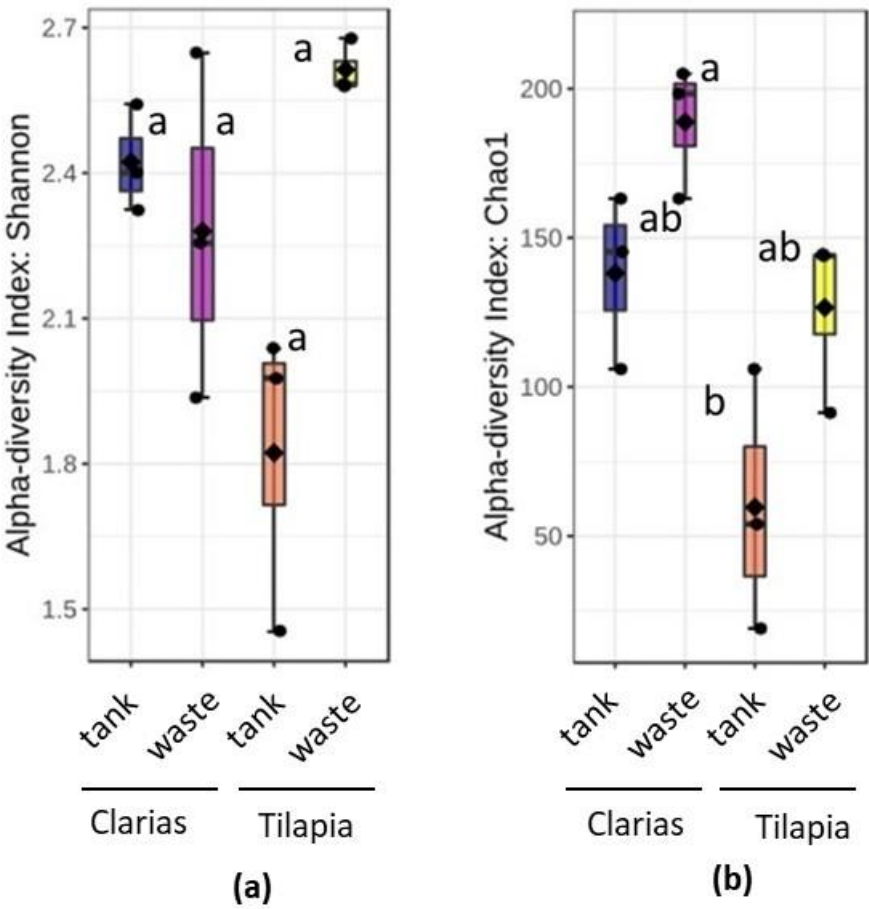 Alpha-diversity Index: Shannon
2.7
2.4
2.1
1.8
1.5
a
a
a
a
tank
waste
tank
waste
Clarias
Tilapia
(a)
Alpha-diversity Index: Chao1
200
150
100
50
ab
a
b
ab
tank
waste
tank
waste
Clarias
Tilapia
(b)